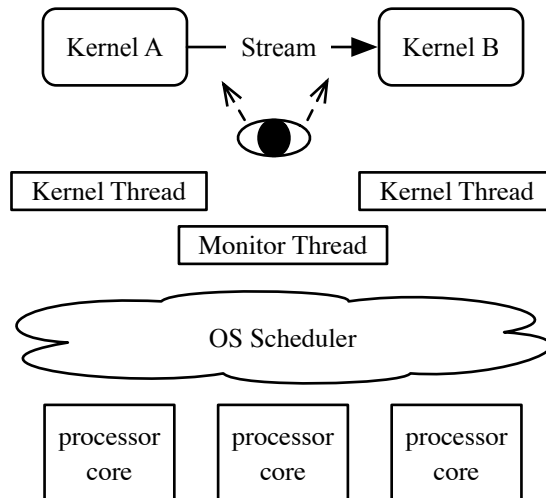 Kernel A
Stream
Kernel B
Kernel Thread
Kernel Thread
Monitor Thread
OS Scheduler
processor
core
processor
core
processor
core